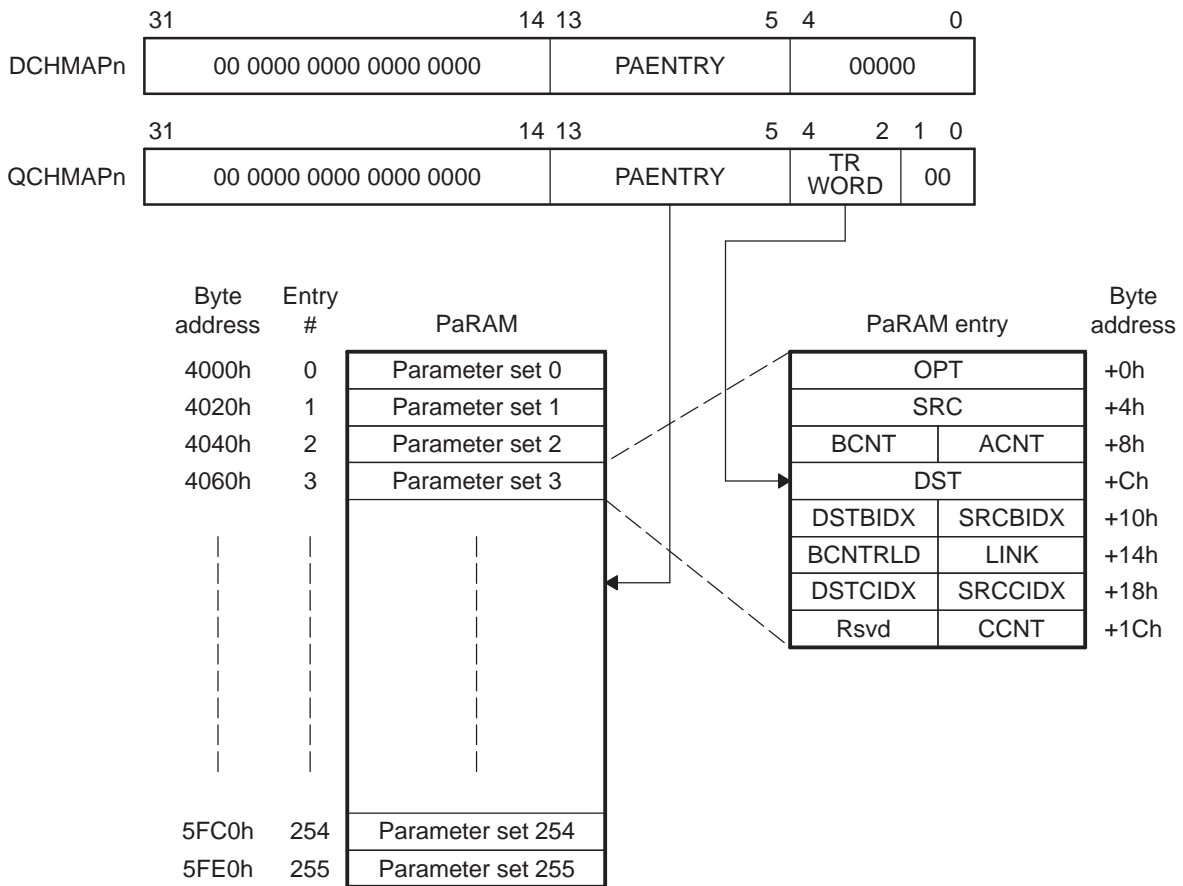 31 14 13 5 4 0
DCHMAPn 00 0000 0000 0000 0000 PAENTRY 00000
31 14 13 5 4 2 1 0
QCHMAPn 00 0000 0000 0000 0000 PAENTRY TR WORD 00
Byte address Entry # PaRAM PaRAM entry Byte address
4000h 0 Parameter set 0 OPT +0h
4020h 1 Parameter set 1 SRC +4h
4040h 2 Parameter set 2 BCNT ACNT +8h
4060h 3 Parameter set 3 DST +Ch
DSTBIDX SRCBIDX +10h
BCNTRLD LINK +14h
DSTCIDX SRCCIDX +18h
Rsvd CCNT +1Ch
5FC0h 254 Parameter set 254
5FE0h 255 Parameter set 255